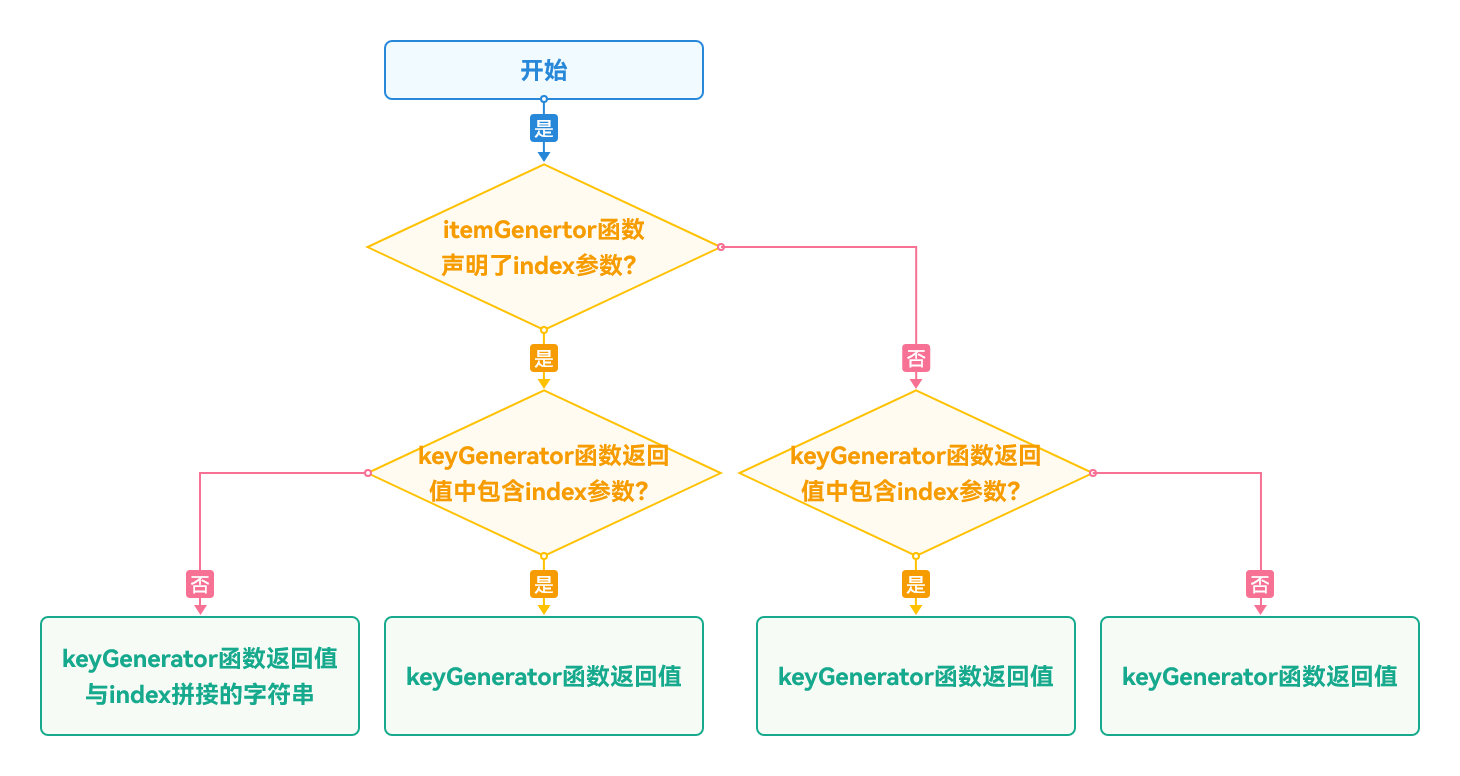 开始
是
itemGenertor函数
声明了index参数？
是
否
keyGenerator函数返回
值中包含index参数？
keyGenerator函数返回
值中包含index参数？
否
是
是
否
keyGenerator函数返回值
与index拼接的字符串
keyGenerator函数返回值
keyGenerator函数返回值
keyGenerator函数返回值